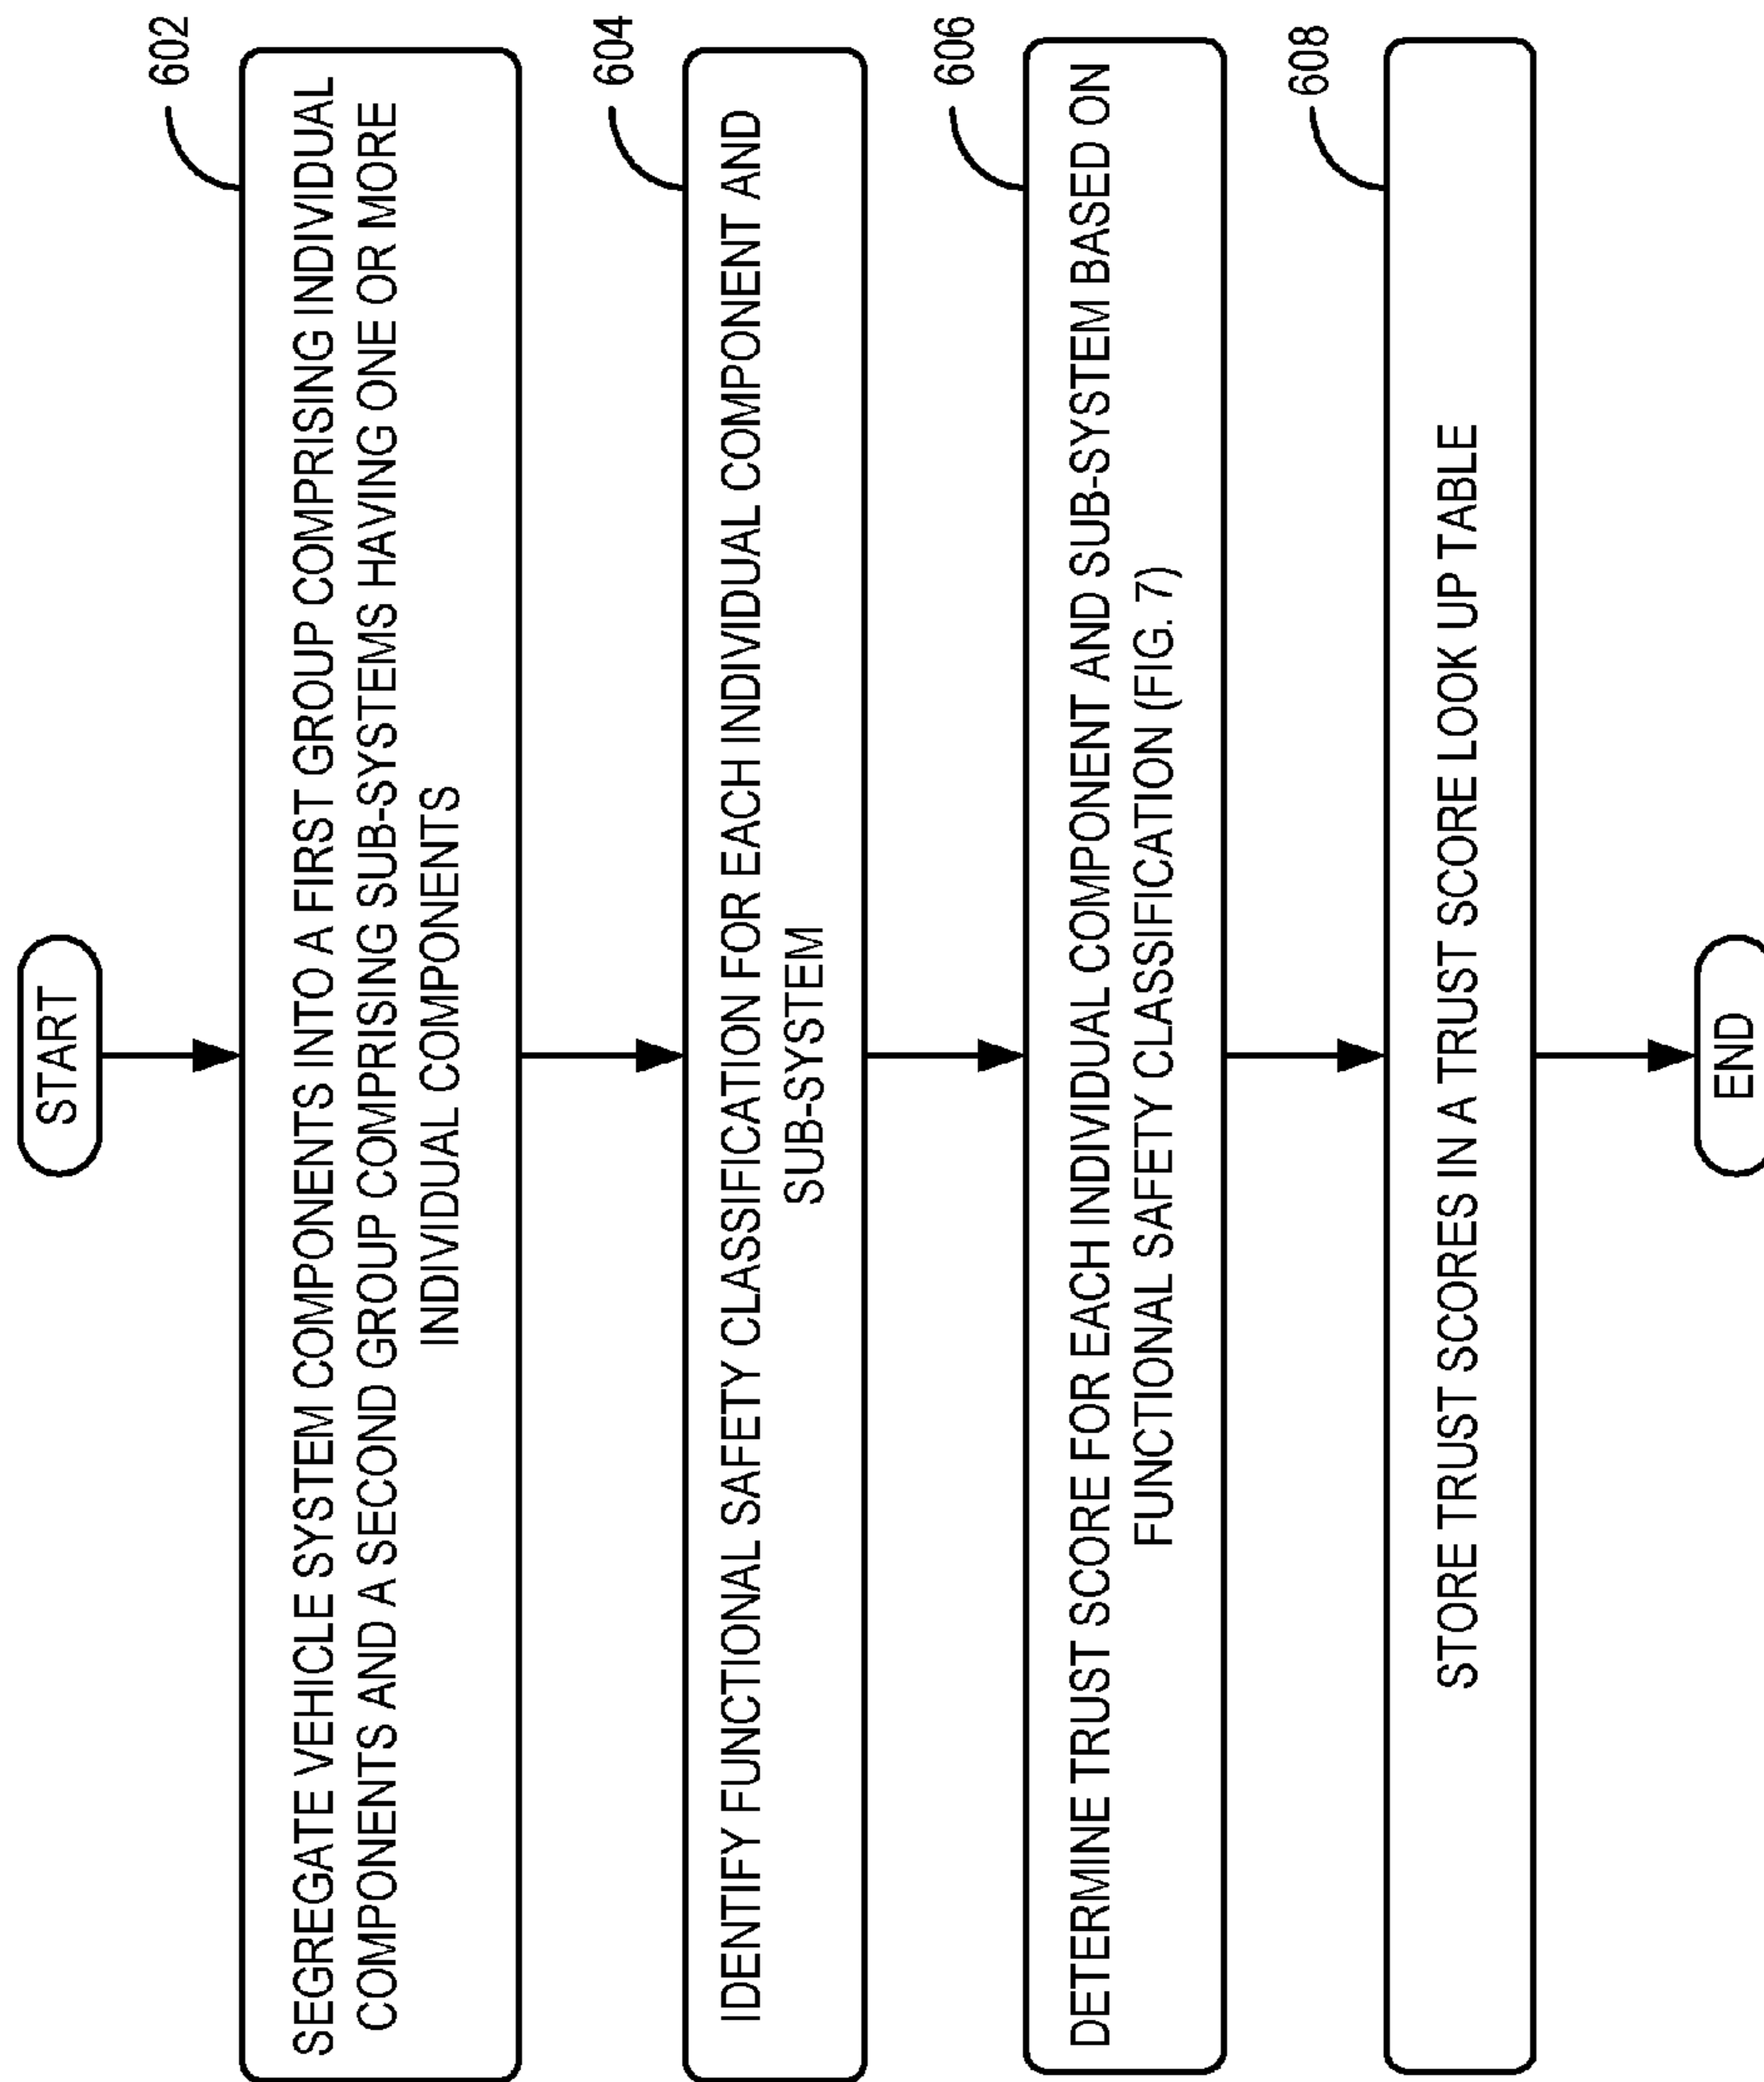 START
602
SEGREGATE VEHICLE SYSTEM COMPONENTS INTO A FIRST GROUP COMPRISING INDIVIDUAL
COMPONENTS AND A SECOND GROUP COMPRISING SUB-SYSTEMS HAVING ONE OR MORE
INDIVIDUAL COMPONENTS
604
IDENTIFY FUNCTIONAL SAFETY CLASSIFICATION FOR EACH INDIVIDUAL COMPONENT AND
SUB-SYSTEM
606
DETERMINE TRUST SCORE FOR EACH INDIVIDUAL COMPONENT AND SUB-SYSTEM BASED ON
FUNCTIONAL SAFETY CLASSIFICATION (FIG. 7)
608
STORE TRUST SCORES IN A TRUST SCORE LOOK UP TABLE
END